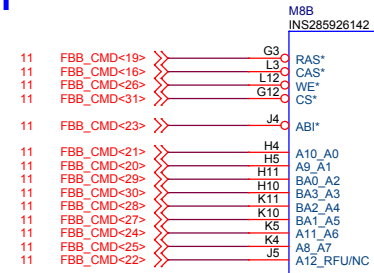 M8B
INS285926142
11 FBB_CMD<19> G3 RAS*
11 FBB_CMD<16> L3 CAS*
11 FBB_CMD<26> L12 WE*
11 FBB_CMD<31> G12 CS*
11 FBB_CMD<23> J4 ABI*
11 FBB_CMD<21> H4 A10_A0
11 FBB_CMD<20> H5 A9_A1
11 FBB_CMD<29> H11 BA0_A2
11 FBB_CMD<30> H10 BA3_A3
11 FBB_CMD<28> K11 BA2_A4
11 FBB_CMD<27> K10 BA1_A5
11 FBB_CMD<24> K5 A11_A6
11 FBB_CMD<25> K4 A8_A7
11 FBB_CMD<22> J5 A12_RFU/NC